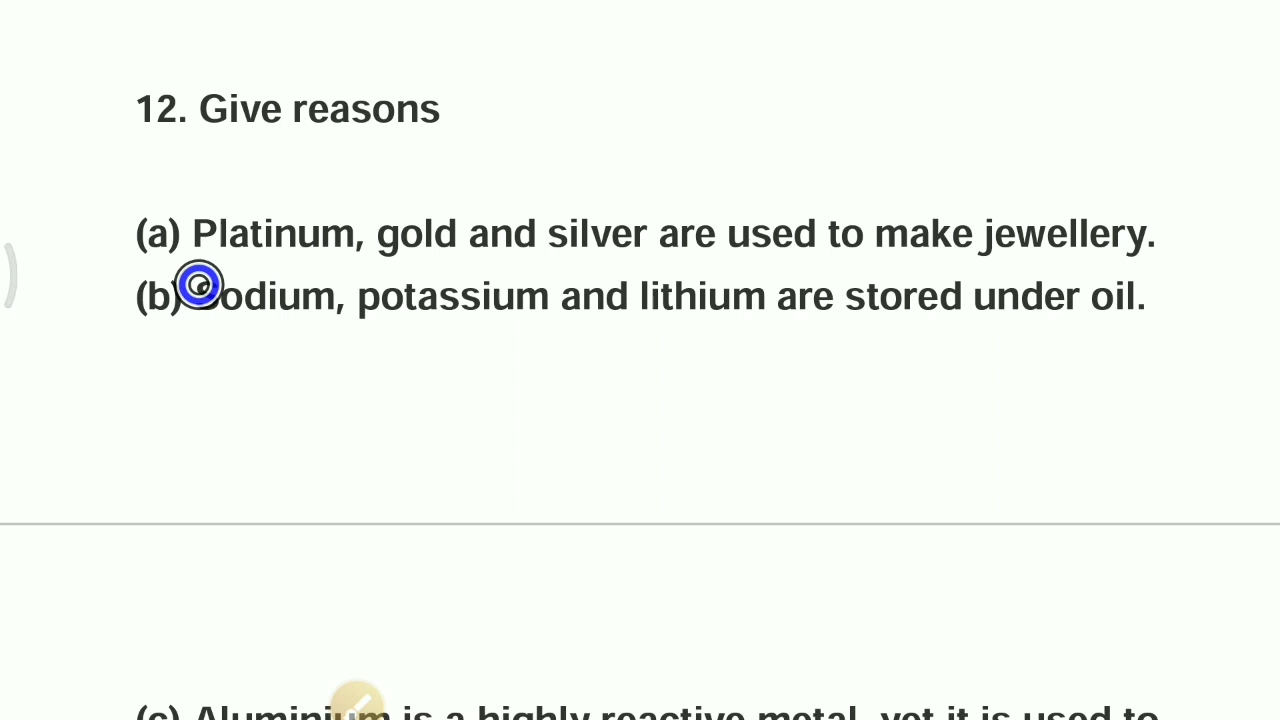 12. Give reasons
(a) Platinum, gold and silver are used to make jewellery.
(b) Sodium, potassium and lithium are stored under oil.
(c) Aluminium is a highly reactive metal, yet it is used to